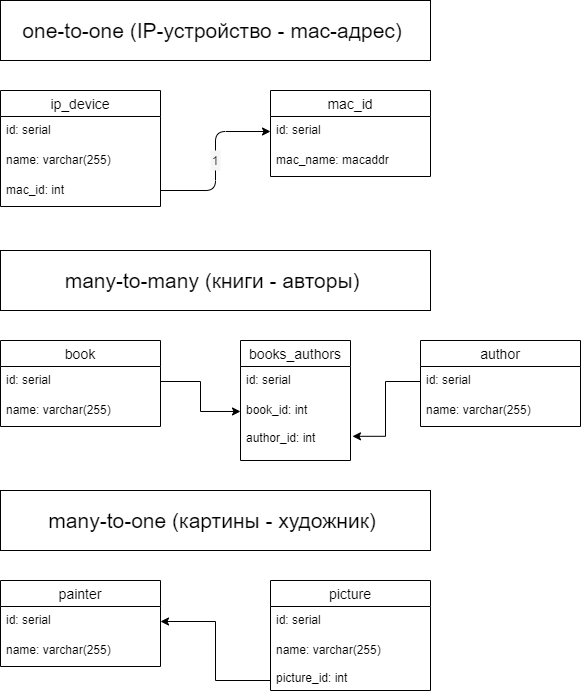 one-to-one (IP-устройство - mac-адрес)
ip_device
id: serial
name: varchar(255)
mac_id: int
1
mac_id
id: serial
mac_name: macaddr
many-to-many (книги - авторы)
book
id: serial
name: varchar(255)
books_authors
id: serial
book_id: int
author_id: int
author
id: serial
name: varchar(255)
many-to-one (картины - художник)
painter
id: serial
name: varchar(255)
picture
id: serial
name: varchar(255)
picture_id: int